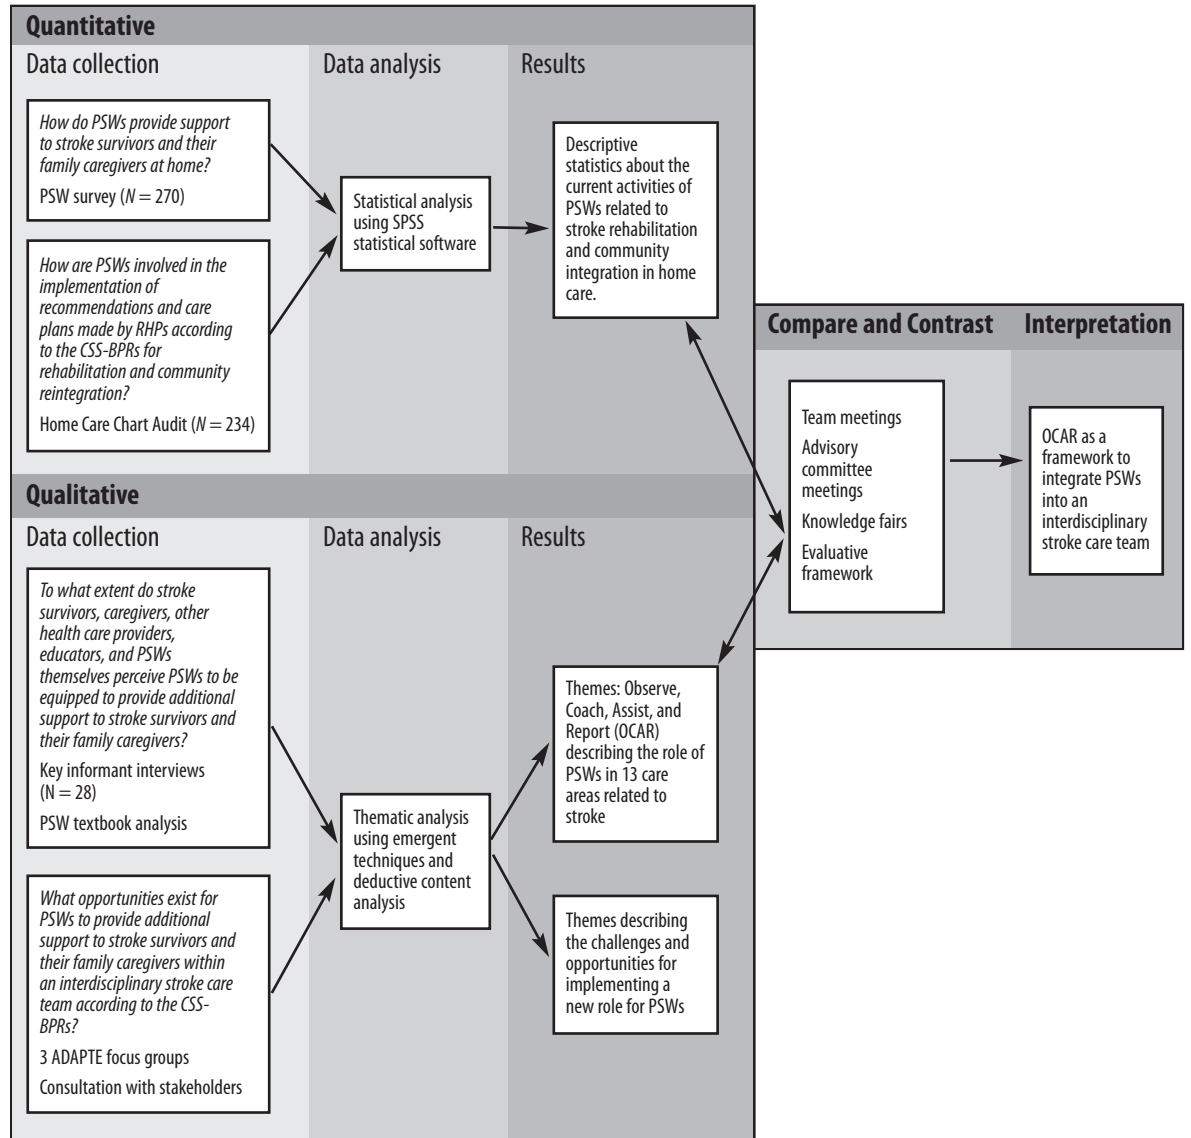 Quantitative
Data collection
Data analysis
Results
How do PSWs provide support
to stroke survivors and their
family caregivers at home?
PSW survey (N = 270)
How are PSWs involved in the
implementation of
recommendations and care
plans made by RHPs according
to the CSS-BPRs for
rehabilitation and community
reintegration?
Home Care Chart Audit (N = 234)
Statistical analysis
using SPSS
statistical software
Descriptive
statistics about the
current activities of
PSWs related to
stroke rehabilitation
and community
integration in home
care.
Qualitative
Data collection
Data analysis
Results
To what extent do stroke
survivors, caregivers, other
health care providers,
educators, and PSWs
themselves perceive PSWs to be
equipped to provide additional
support to stroke survivors and
their family caregivers?
Key informant interviews
(N = 28)
PSW textbook analysis
What opportunities exist for
PSWs to provide additional
support to stroke survivors and
their family caregivers within
an interdisciplinary stroke care
team according to the CSS-
BPRs?
3 ADAPTE focus groups
Consultation with stakeholders
Thematic analysis
using emergent
techniques and
deductive content
analysis
Themes: Observe,
Coach, Assist, and
Report (OCAR)
describing the role of
PSWs in 13 care
areas related to
stroke
Themes describing
the challenges and
opportunities for
implementing a
new role for PSWs
Compare and Contrast
Interpretation
Team meetings
Advisory
committee
meetings
Knowledge fairs
Evaluative
framework
OCAR as a
framework to
integrate PSWs
into an
interdisciplinary
stroke care team